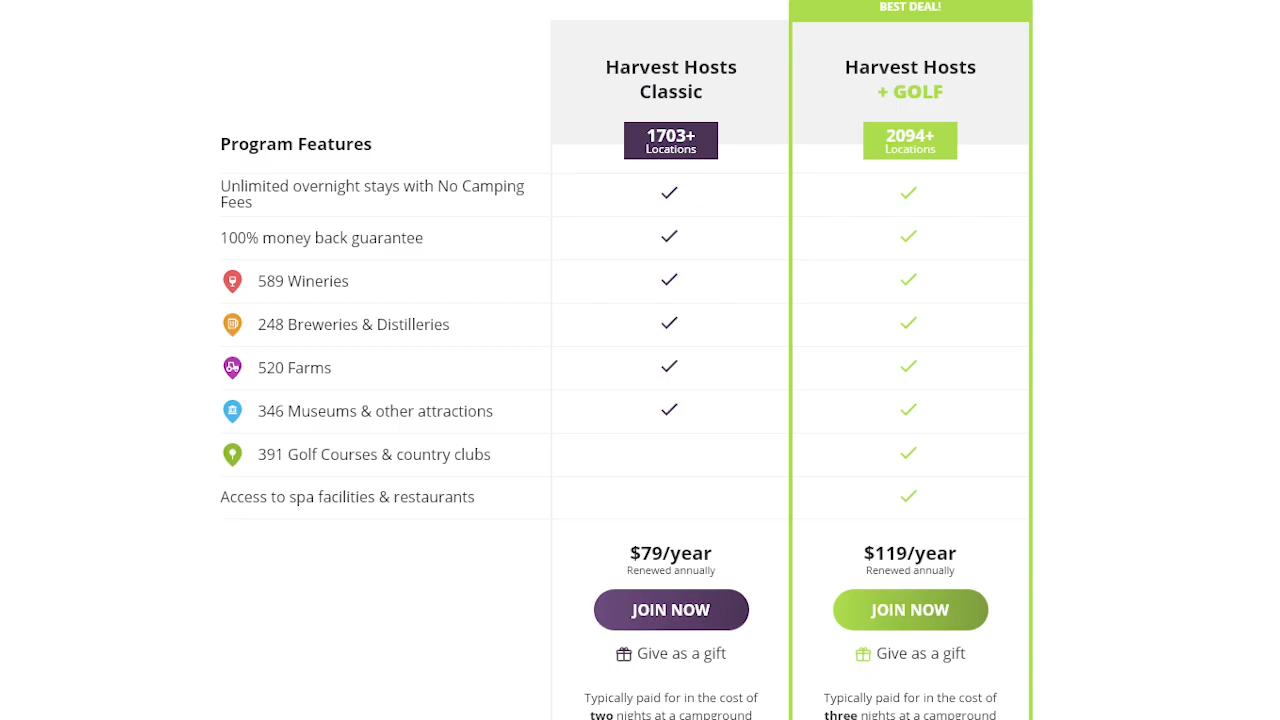 BEST DEAL!
Harvest Hosts
Classic
Harvest Hosts
+ GOLF
Program Features
1703+
Locations
2094+
Locations
Unlimited overnight stays with No Camping
Fees
100% money back guarantee
589 Wineries
248 Breweries & Distilleries
520 Farms
346 Museums & other attractions
391 Golf Courses & country clubs
Access to spa facilities & restaurants
$79/year
Renewed annually
JOIN NOW
Give as a gift
Typically paid for in the cost of
two nights at a campground
$119/year
Renewed annually
JOIN NOW
Give as a gift
Typically paid for in the cost of
three nights at a campground